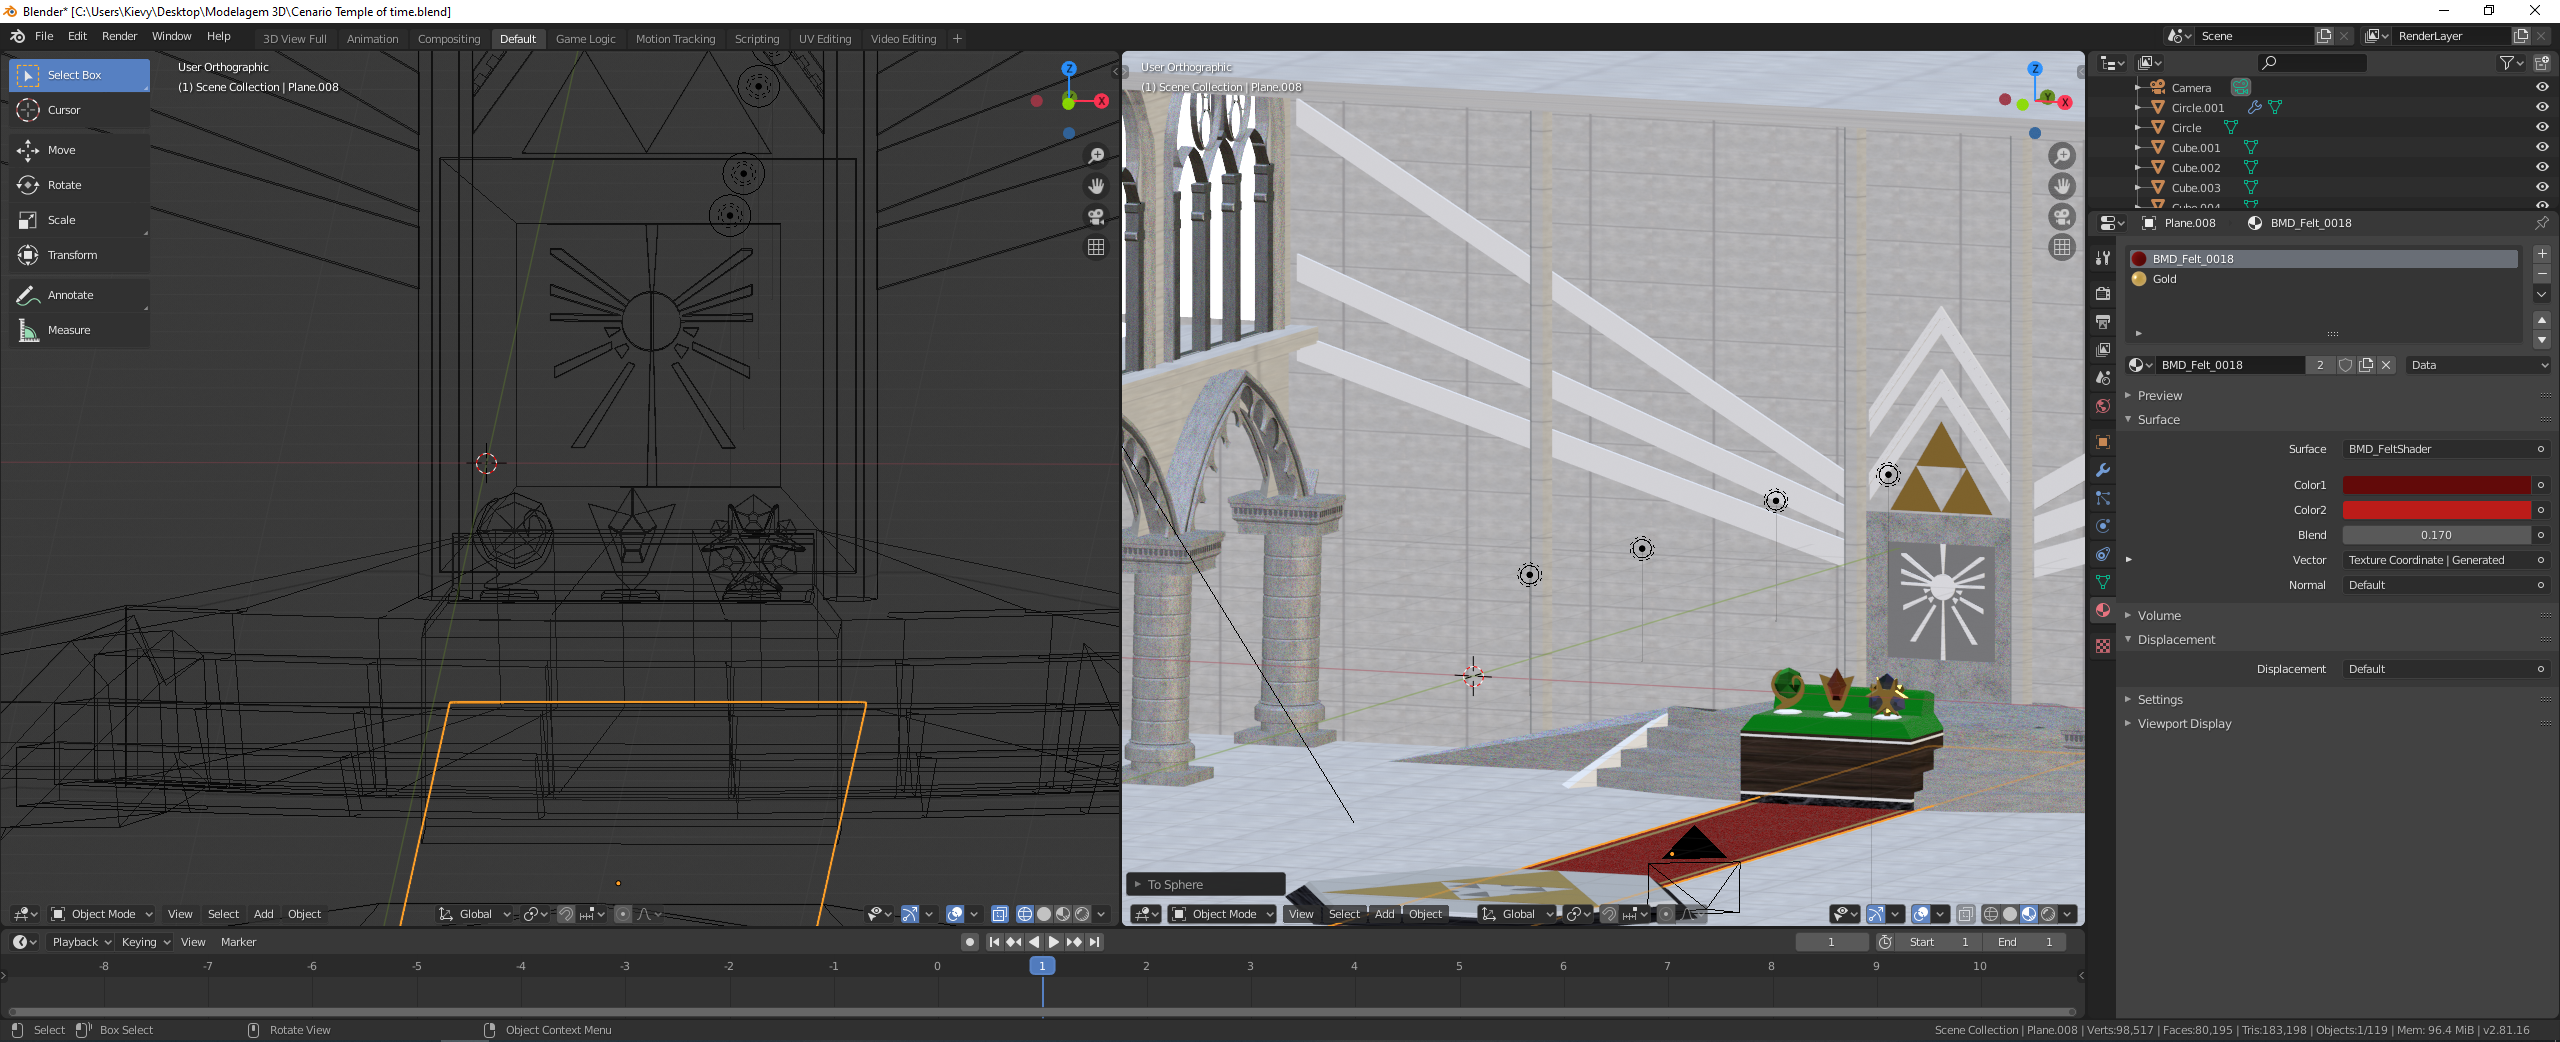 Blender* [C:\Users\Kievy\Desktop\Modelagem 3D\Cenario Temple of time.blend]
File Edit Render Window Help
3D View Full Animation Compositing Default Game Logic Motion Tracking Scripting UV Editing Video Editing +
Scene
RenderLayer
Select Box
Cursor
Move
Rotate
Scale
Transform
Annotate
Measure
User Orthographic
(1) Scene Collection | Plane.008
Z
X
Object Mode View Select Add Object Global
User Orthographic
(1) Scene Collection | Plane.008
Z
Y
X
To Sphere
Object Mode View Select Add Object Global
Camera
Circle.001
Circle
Cube.001
Cube.002
Cube.003
Cube.004
Plane.008 BMD_Felt_0018
BMD_Felt_0018
Gold
BMD_Felt_0018 2 Data
Preview
Surface
Surface BMD_FeltShader
Color1
Color2
Blend 0.170
Vector Texture Coordinate | Generated
Normal Default
Volume
Displacement
Displacement Default
Settings
Viewport Display
Playback Keying View Marker
1 Start 1 End 1
-8 -7 -6 -5 -4 -3 -2 -1 0 1 2 3 4 5 6 7 8 9 10
Select Box Select Rotate View Object Context Menu
Scene Collection | Plane.008 | Verts:98,517 | Faces:80,195 | Tris:183,198 | Objects:1/119 | Mem: 96.4 MiB | v2.81.16